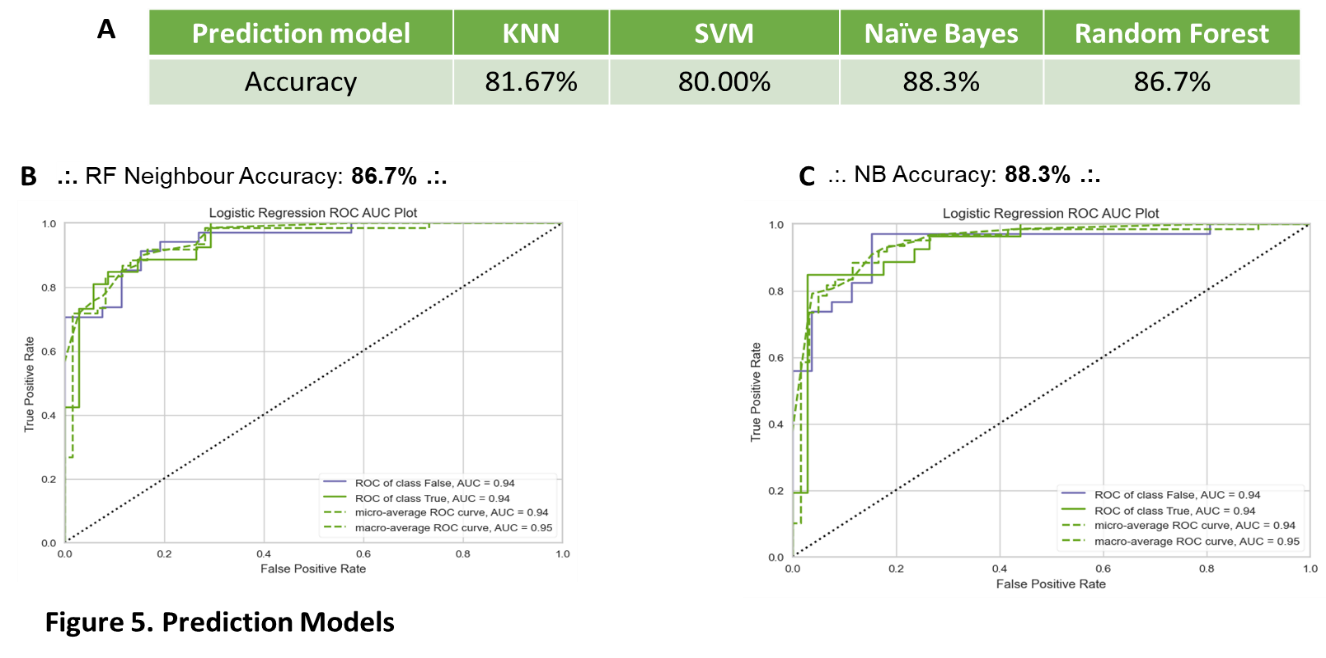 A
Prediction model KNN SVM Naïve Bayes Random Forest
Accuracy 81.67% 80.00% 88.3% 86.7%
B .:. RF Neighbour Accuracy: 86.7% .:.
Logistic Regression ROC AUC Plot
True Positive Rate
1.0
0.8
0.6
0.4
0.2
0.0
ROC of class False, AUC = 0.94
ROC of class True, AUC = 0.94
micro-average ROC curve, AUC = 0.94
macro-average ROC curve, AUC = 0.95
0.0 0.2 0.4 0.6 0.8 1.0
False Positive Rate
C .:. NB Accuracy: 88.3% .:.
Logistic Regression ROC AUC Plot
True Positive Rate
1.0
0.8
0.6
0.4
0.2
0.0
ROC of class False, AUC = 0.94
ROC of class True, AUC = 0.94
micro-average ROC curve, AUC = 0.94
macro-average ROC curve, AUC = 0.95
0.0 0.2 0.4 0.6 0.8 1.0
False Positive Rate
Figure 5. Prediction Models